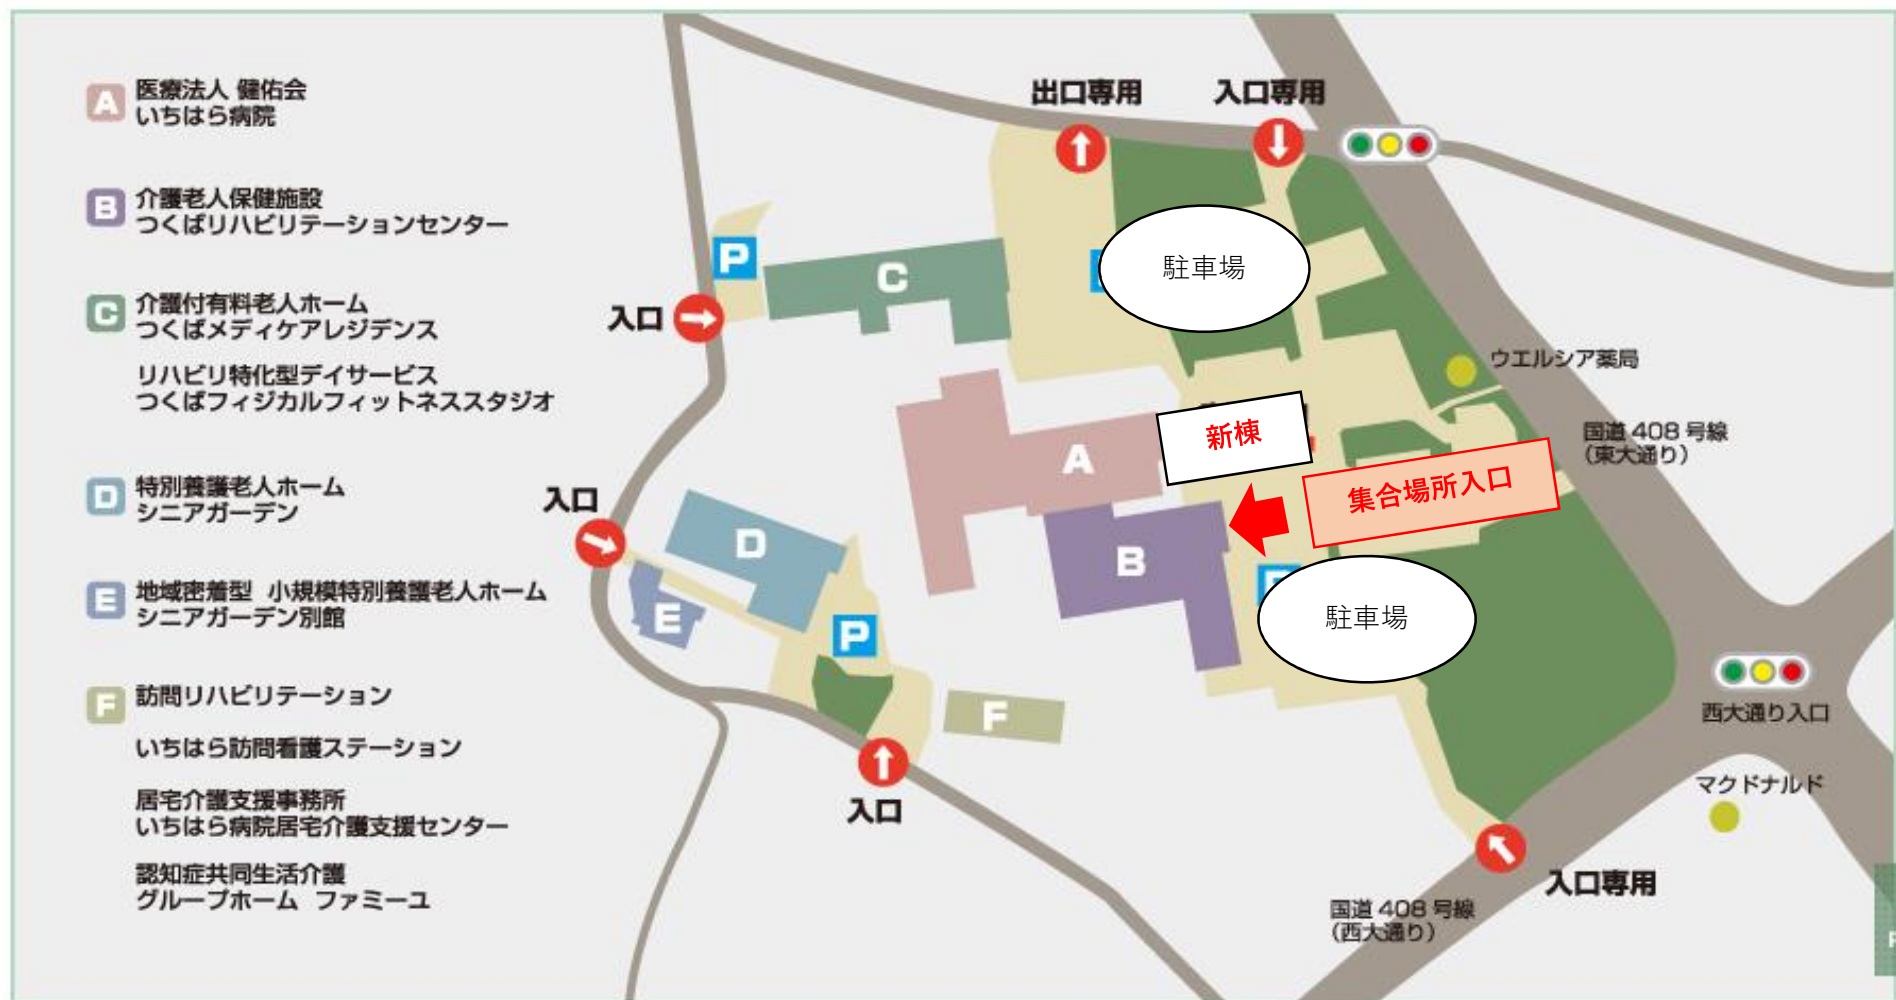 A
医療法人 健佑会
いちはら病院
B
介護老人保健施設
つくばリハビリテーションセンター
C
介護付有料老人ホーム
つくばメディケアレジデンス
リハビリ特化型デイサービス
つくばフィジカルフィットネススタジオ
D
特別養護老人ホーム
シニアガーデン
E
地域密着型 小規模特別養護老人ホーム
シニアガーデン別館
F
訪問リハビリテーション
いちはら訪問看護ステーション
居宅介護支援事務所
いちはら病院居宅介護支援センター
認知症共同生活介護
グループホーム ファミーユ
出口専用
入口専用
P
C
駐車場
入口
ウエルシア薬局
新棟
国道 408 号線
(東大通り)
A
集合場所入口
入口
D
B
E
P
駐車場
F
西大通り入口
マクドナルド
入口
入口専用
国道 408 号線
(西大通り)